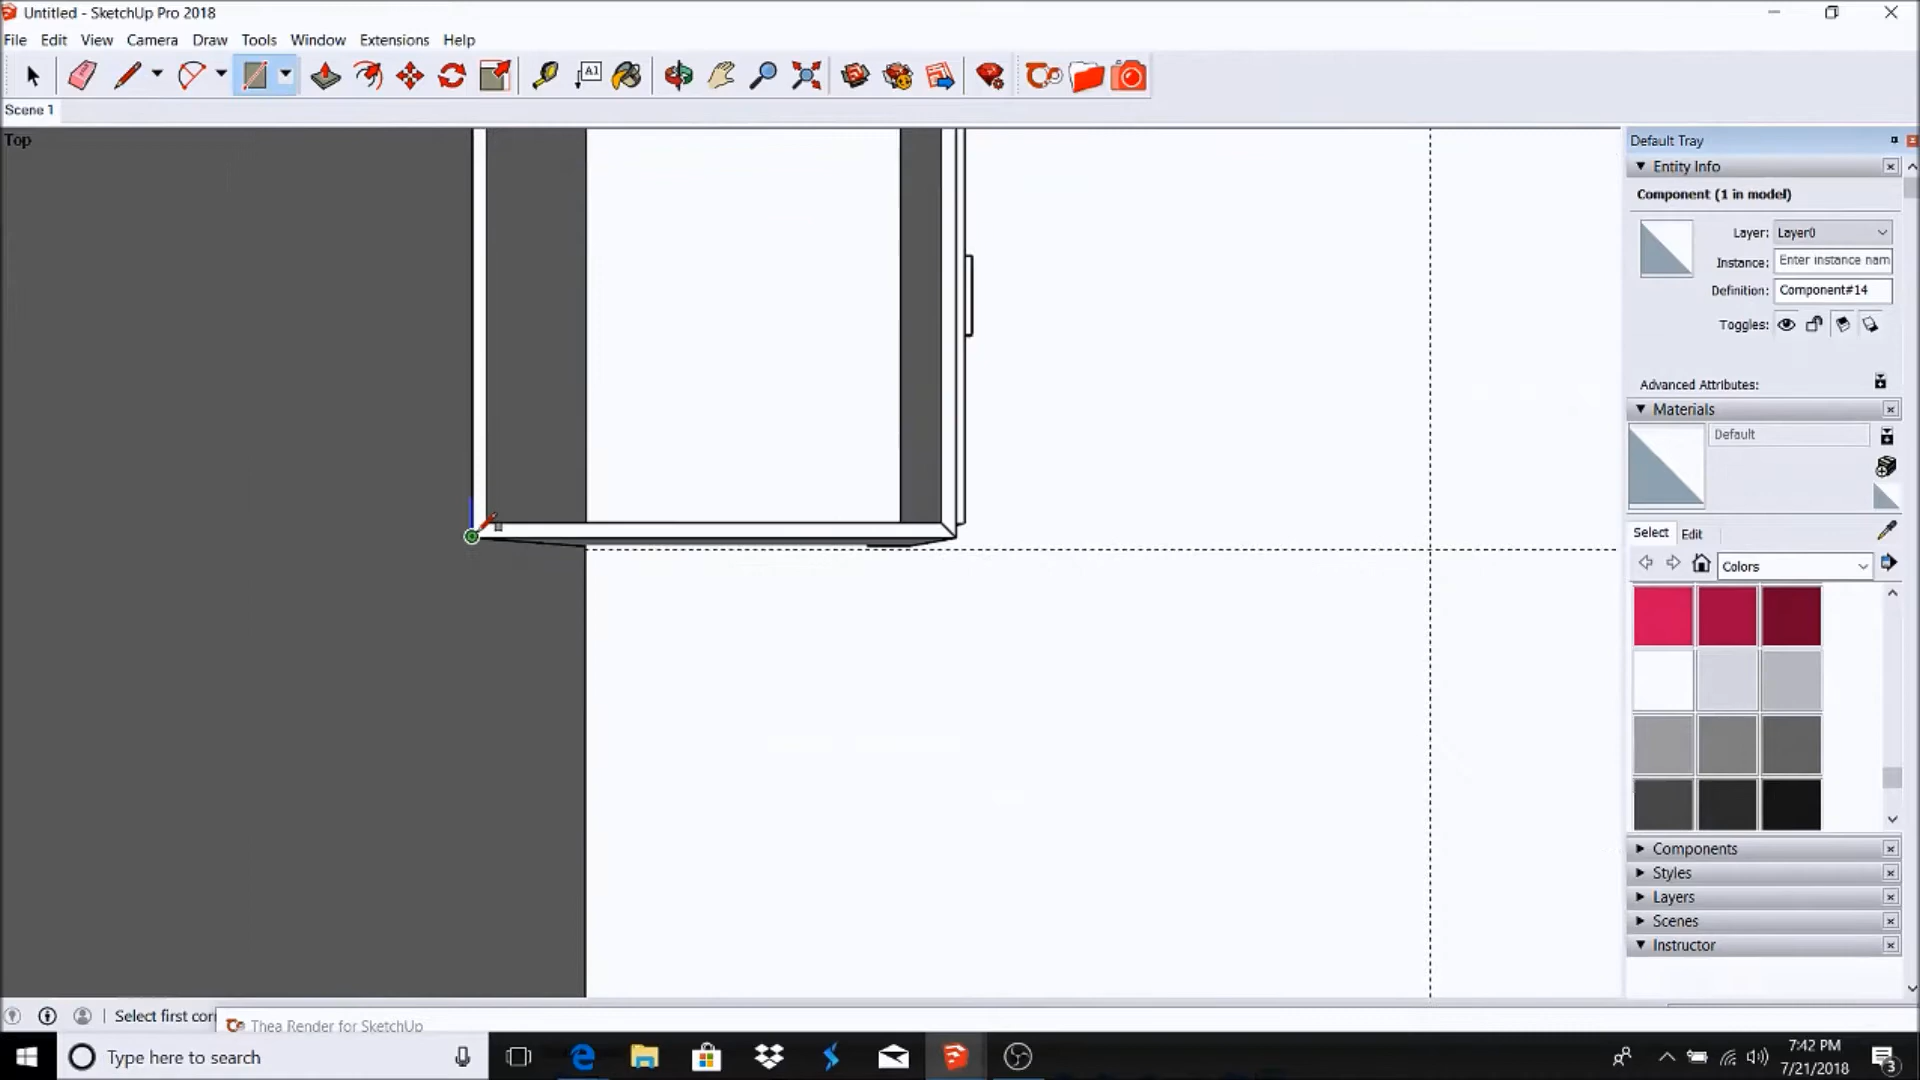 Untitled - SketchUp Pro 2018
File Edit View Camera Draw Tools Window Extensions Help
A1
Scene 1
Top
Default Tray
Entity Info
Component (1 in model)
Layer: Layer0
Instance: Enter instance nam
Definition: Component#14
Toggles:
Advanced Attributes:
Materials
Default
Select Edit
Colors
Components
Styles
Layers
Scenes
Instructor
Select first corr
Thea Render for SketchUp
Type here to search
7:42 PM
7/21/2018
3